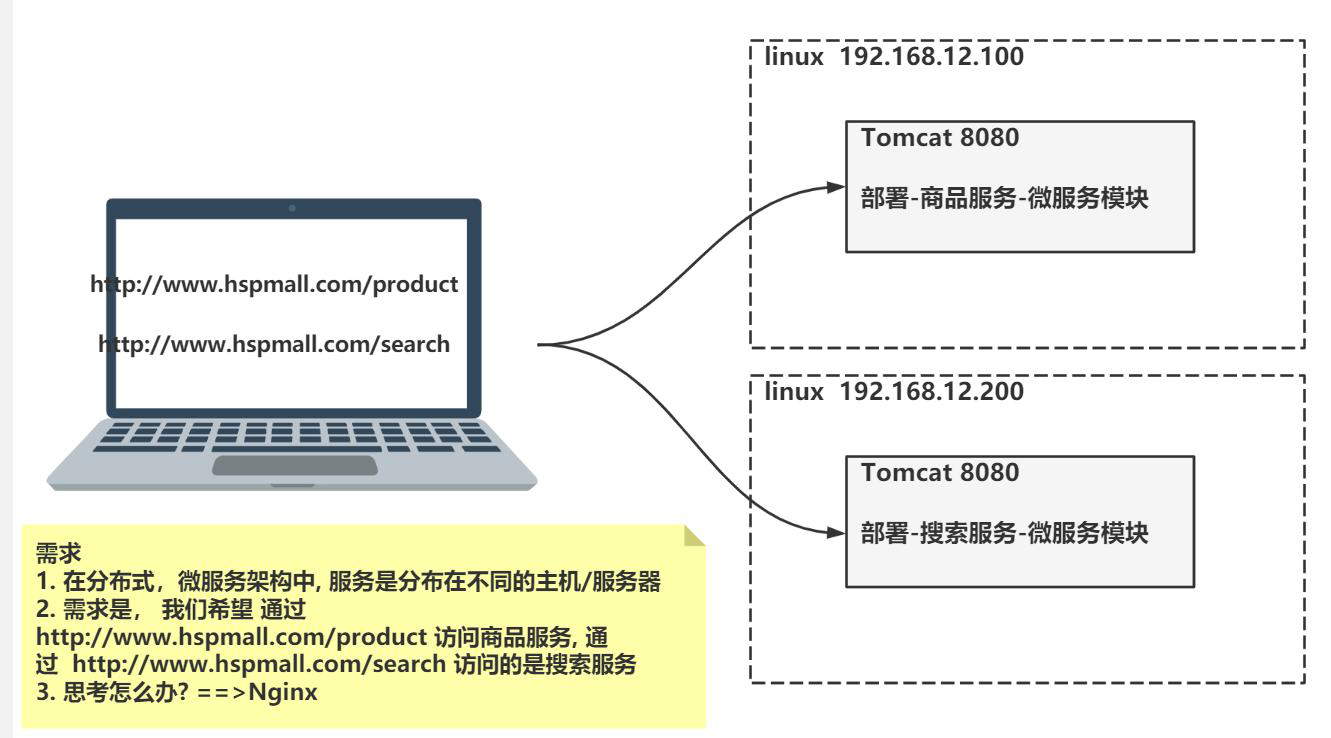 http://www.hspmall.com/product
http://www.hspmall.com/search
需求
1. 在分布式，微服务架构中, 服务是分布在不同的主机/服务器
2. 需求是， 我们希望 通过
http://www.hspmall.com/product 访问商品服务, 通
过 http://www.hspmall.com/search 访问的是搜索服务
3. 思考怎么办? ==>Nginx
linux 192.168.12.100
Tomcat 8080
部署-商品服务-微服务模块
linux 192.168.12.200
Tomcat 8080
部署-搜索服务-微服务模块